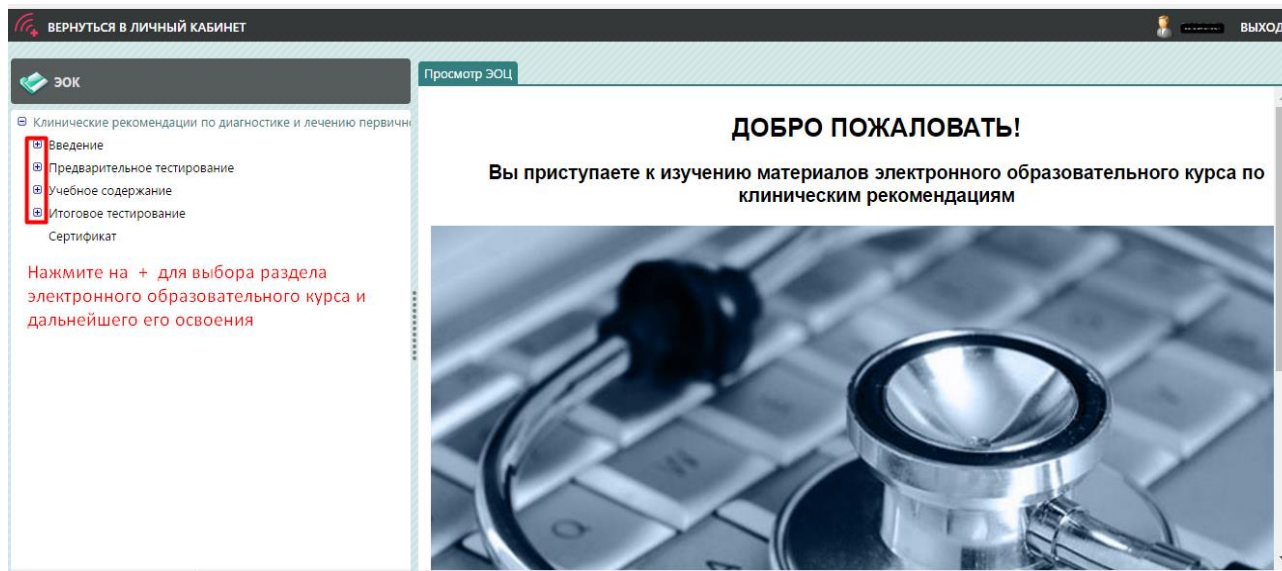 ВЕРНУТЬСЯ В ЛИЧНЫЙ КАБИНЕТ
ВЫХОД
ЭОК
Просмотр ЭОЦ
Клинические рекомендации по диагностике и лечению первичн
Введение
Предварительное тестирование
Учебное содержание
Итоговое тестирование
Сертификат
Нажмите на + для выбора раздела
электронного образовательного курса и
дальнейшего его освоения
ДОБРО ПОЖАЛОВАТЬ!
Вы приступаете к изучению материалов электронного образовательного курса по
клиническим рекомендациям